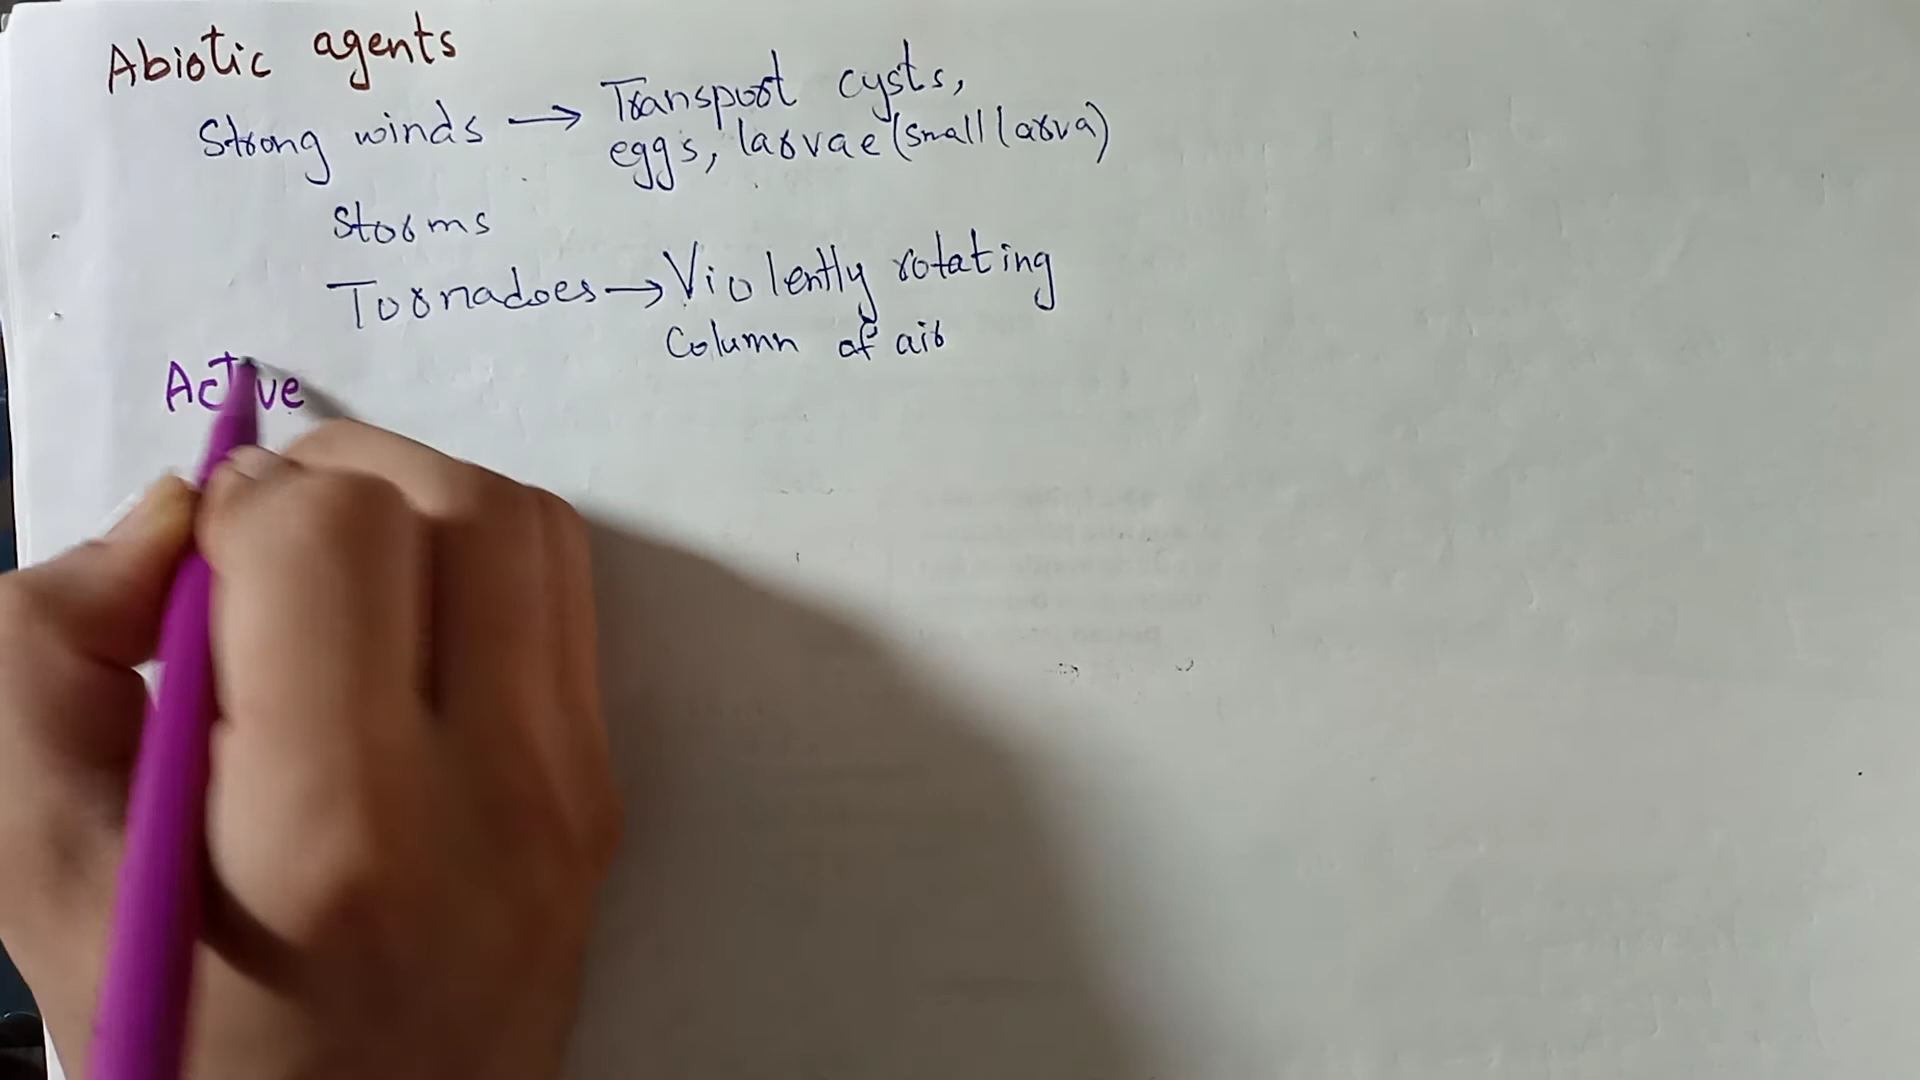 Abiotic agents
Strong winds → Transport cysts,
eggs, larvae (small larva)
Storms
Tornadoes → Violently rotating
Column of air
Active